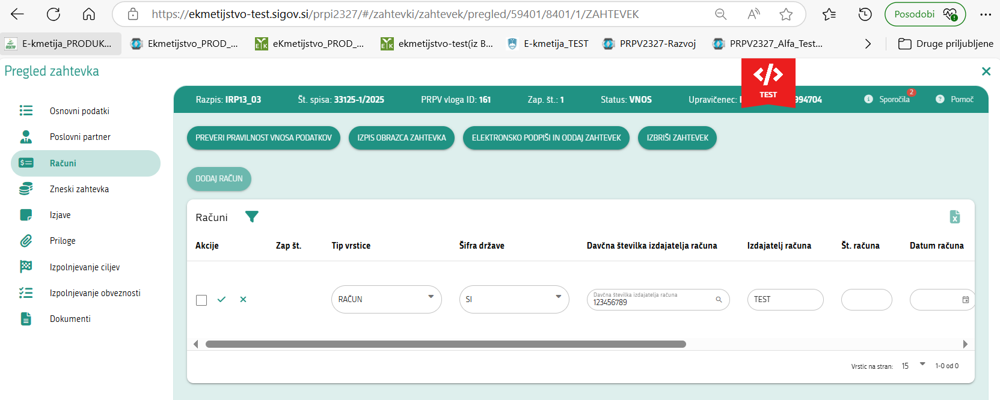 https://ekmetijstvo-test.sigov.si/prpi2327/#/zahtevki/zahtevek/pregled/59401/8401/1/ZAHTEVEK
Posodobi
E-kmetija_PRODUK...
Ekmetijstvo_PROD_...
eKmetijstvo_PROD_...
ekmetijstvo-test(iz B...
E-kmetija_TEST
PRPV2327-Razvoj
PRPV2327_Alfa_Test...
Druge priljubljene
Pregled zahtevka
TEST
Razpis: IRP13_03
Št. spisa: 33125-1/2025
PRPV vloga ID: 161
Zap. št.: 1
Status: VNOS
Upravičenec:
994704
Sporočila
2
Pomoč
Osnovni podatki
Poslovni partner
Računi
Zneski zahtevka
Izjave
Priloge
Izpolnjevanje ciljev
Izpolnjevanje obveznosti
Dokumenti
PREVERI PRAVILNOST VNOSA PODATKOV
IZPIS OBRAZCA ZAHTEVKA
ELEKTRONSKO PODPIŠI IN ODDAJ ZAHTEVEK
IZBRIŠI ZAHTEVEK
DODAJ RAČUN
Računi
Akcije
Zap št.
Tip vrstice
Šifra države
Davčna številka izdajatelja računa
Izdajatelj računa
Št. računa
Datum računa
RAČUN
SI
Davčna številka izdajatelja računa
123456789
TEST
Vrstic na stran:
15
1-0 od 0